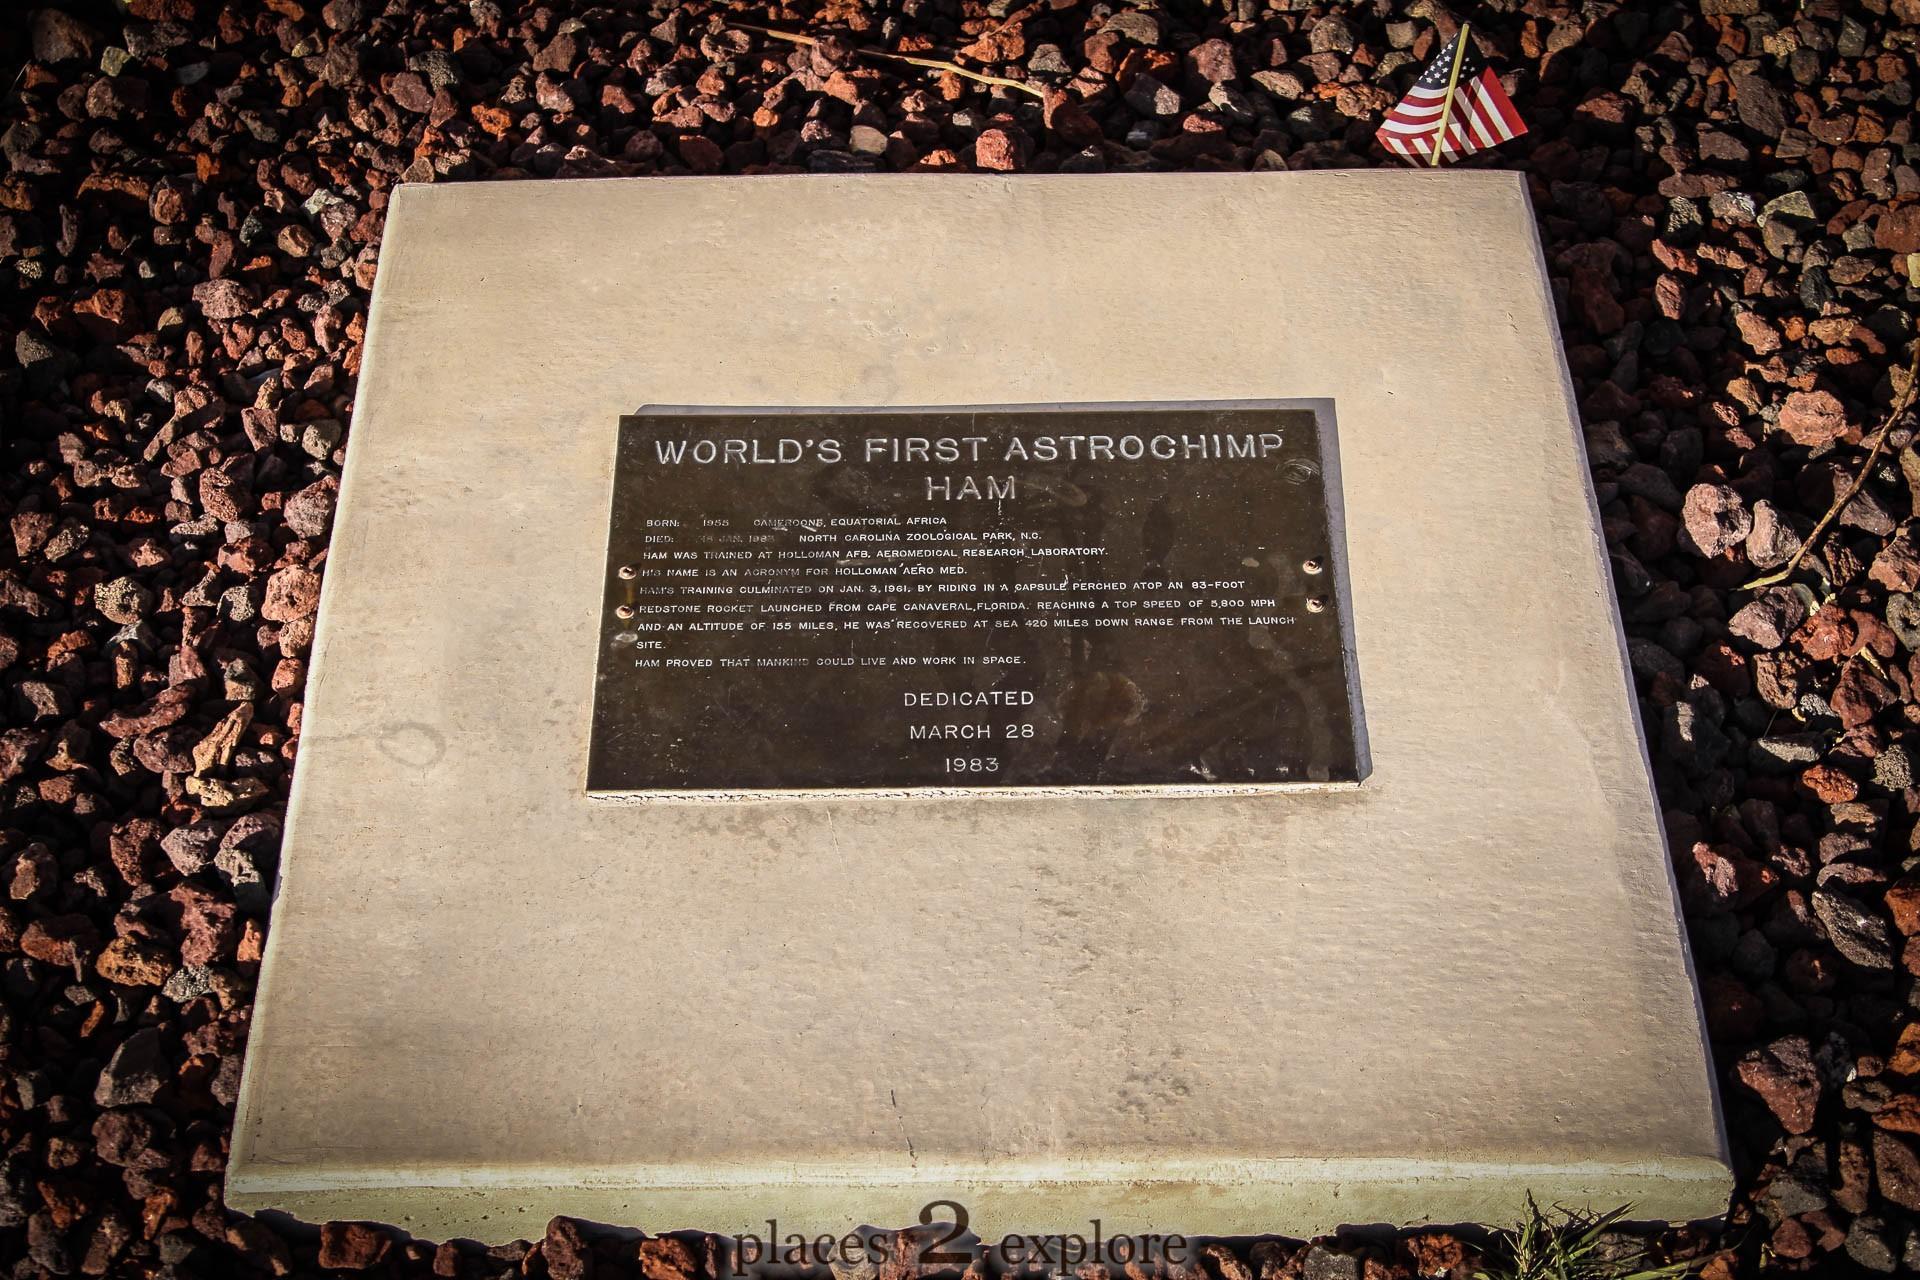 WORLD'S FIRST ASTROCHIMP
HAM
BORN: 1955 CAMEROONS, EQUATORIAL AFRICA
DIED: 18 JAN. 1983 NORTH CAROLINA ZOOLOGICAL PARK, N.C.
HAM WAS TRAINED AT HOLLOMAN AFB. AEROMEDICAL RESEARCH LABORATORY.
HIS NAME IS AN ACRONYM FOR HOLLOMAN AERO MED.
HAM'S TRAINING CULMINATED ON JAN. 3, 1961, BY RIDING IN A CAPSULE PERCHED ATOP AN 83-FOOT
REDSTONE ROCKET LAUNCHED FROM CAPE CANAVERAL, FLORIDA. REACHING A TOP SPEED OF 5,800 MPH
AND AN ALTITUDE OF 155 MILES, HE WAS RECOVERED AT SEA 420 MILES DOWN RANGE FROM THE LAUNCH
SITE.
HAM PROVED THAT MANKIND COULD LIVE AND WORK IN SPACE.
DEDICATED
MARCH 28
1983
places 2 explore